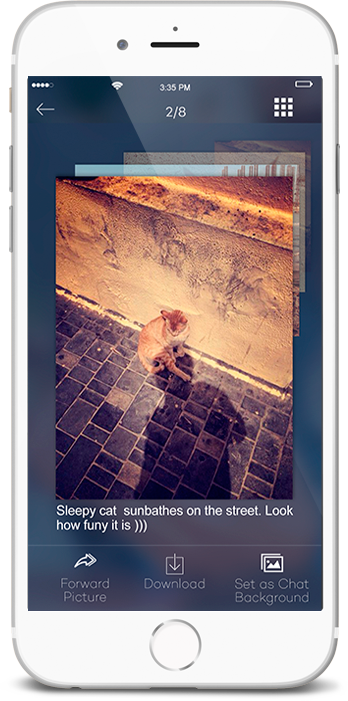 3:35 PM
2/8
Sleepy cat  sunbathes on the street. Look
how funy it is )))
Forward
Picture
Download
Set as Chat
Background